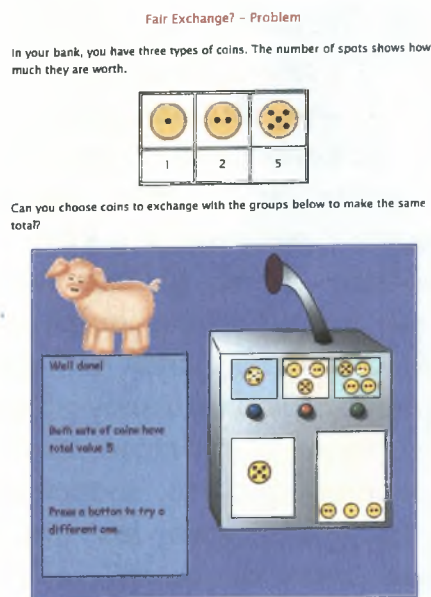 Fair Exchange? - Problem
In your bank, you have three types of coins. The number of spots shows how
much they are worth.
1 2 5
Can you choose coins to exchange with the groups below to make the same
total?
Well done!
Both sets of coins have
total value 5.
Press a button to try a
different one.